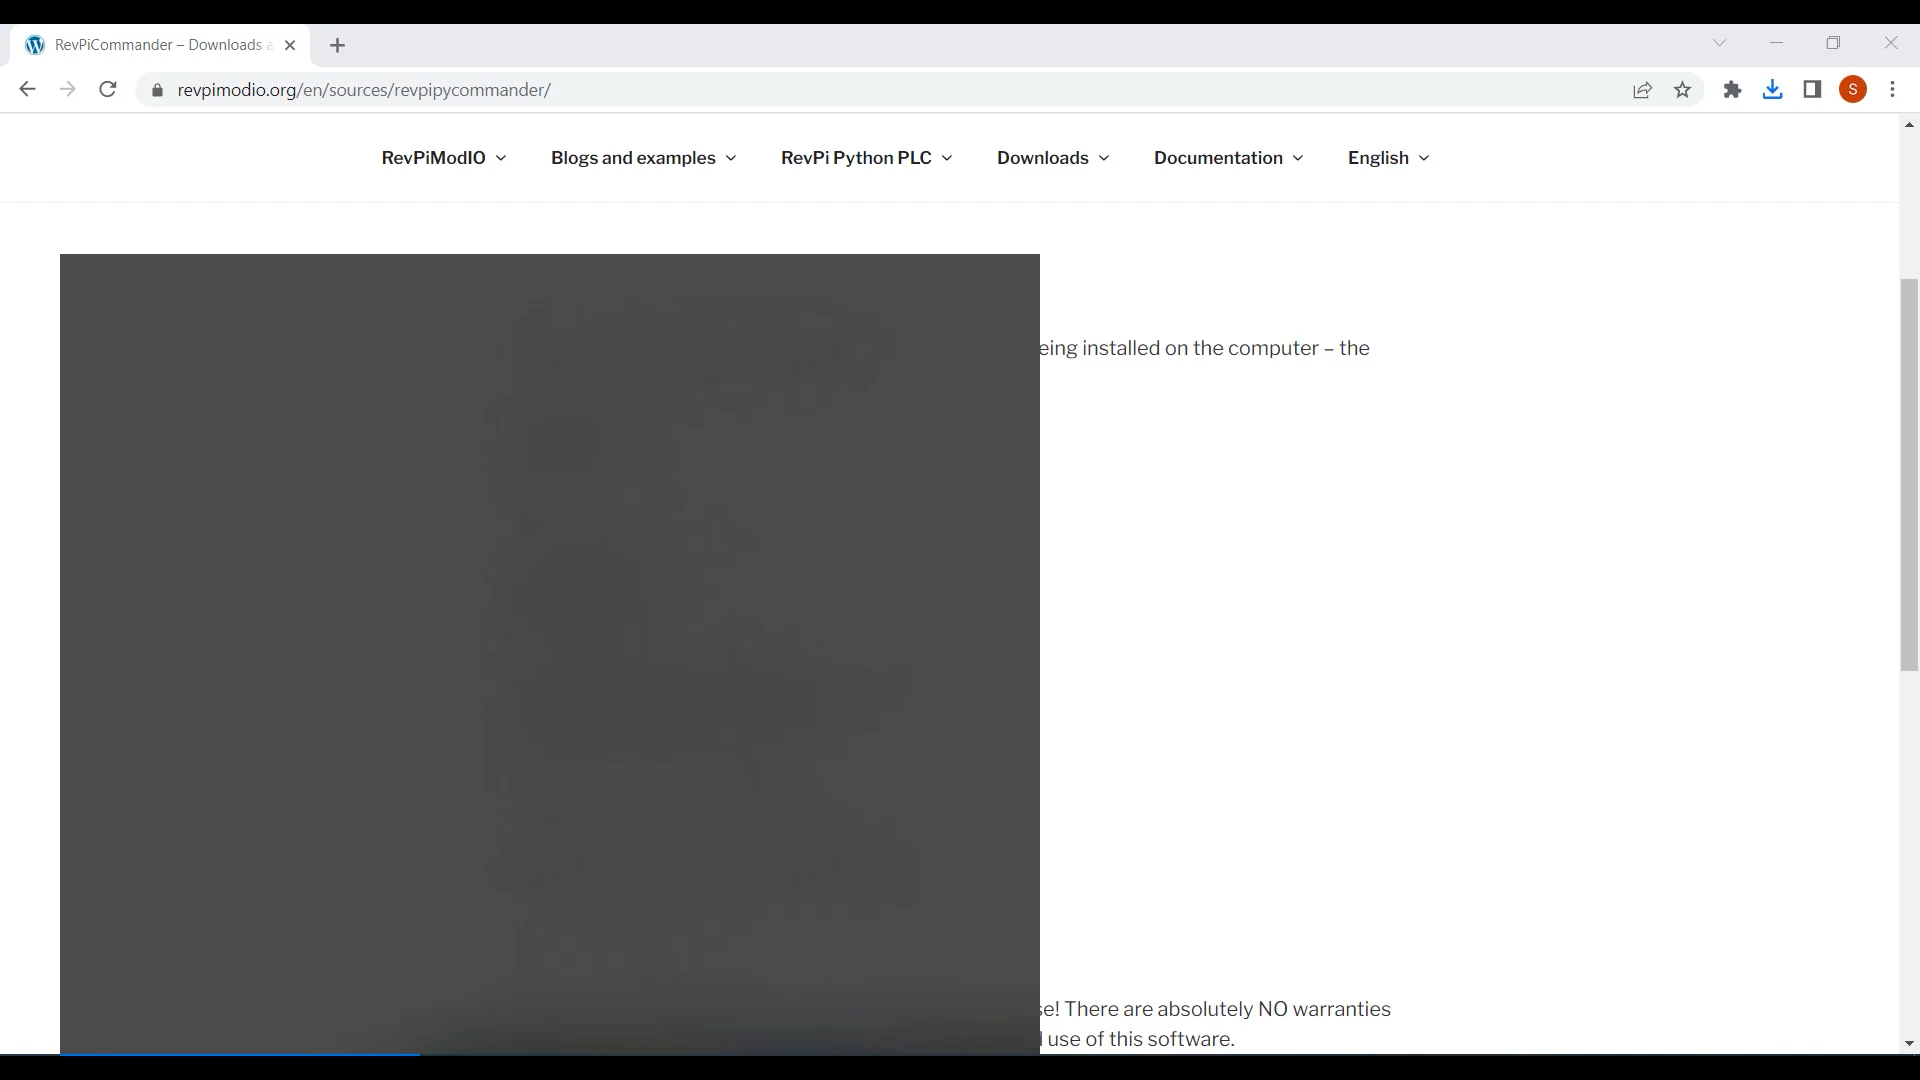 RevPiCommander – Downloads
revpimodio.org/en/sources/revpipycommander/
S
RevPiModIO
Blogs and examples
RevPi Python PLC
Downloads
Documentation
English
installed on the computer – the
There are absolutely NO warranties
use of this software.